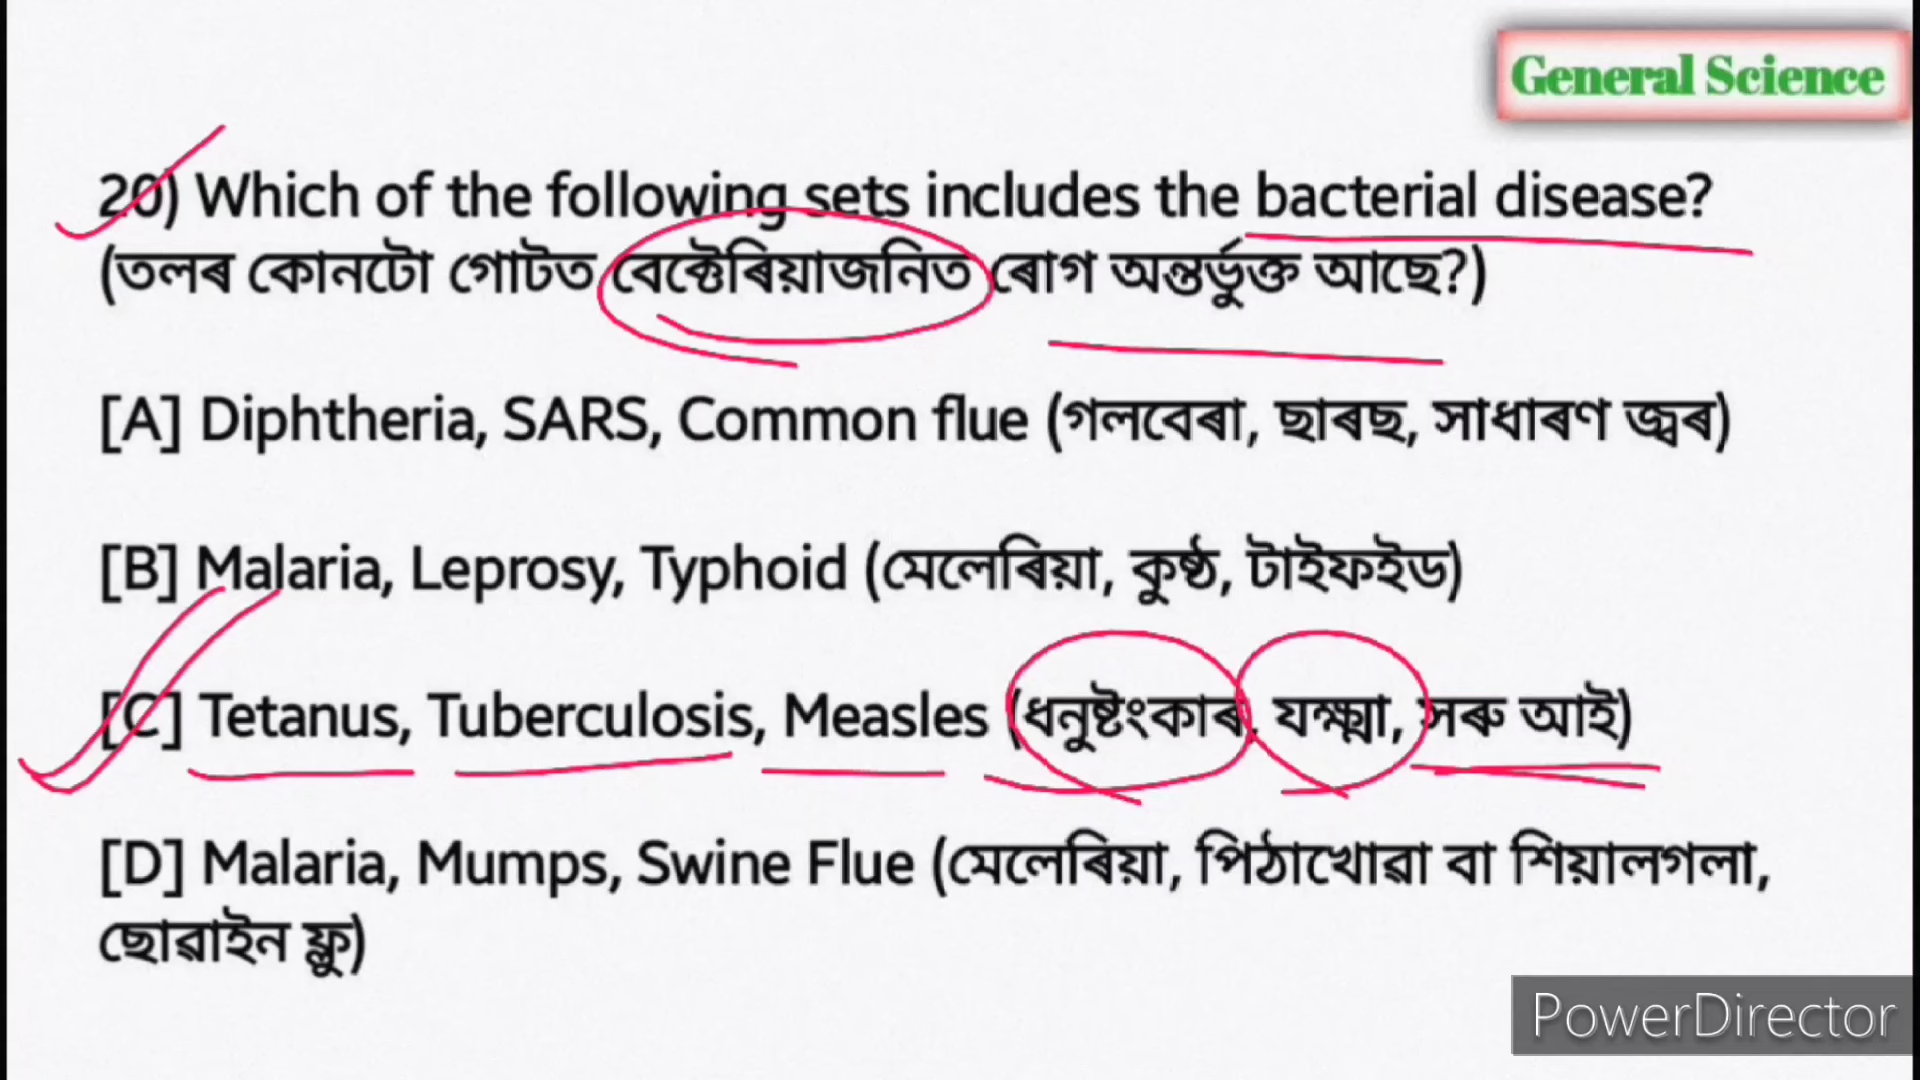 General Science
20) Which of the following sets includes the bacterial disease?
(তলৰ কোনটো গোটত বেক্টেৰিয়াজনিত ৰোগ অন্তৰ্ভুক্ত আছে?)
[A] Diphtheria, SARS, Common flue (গলবেৰা, ছাৰছ, সাধাৰণ জ্বৰ)
[B] Malaria, Leprosy, Typhoid (মেলেৰিয়া, কুষ্ঠ, টাইফইড)
[C] Tetanus, Tuberculosis, Measles (ধনুষ্টংকাৰ, যক্ষ্মা, সৰু আই)
[D] Malaria, Mumps, Swine Flue (মেলেৰিয়া, পিঠাখোৱা বা শিয়ালগলা,
ছোৱাইন ফ্লু)
PowerDirector